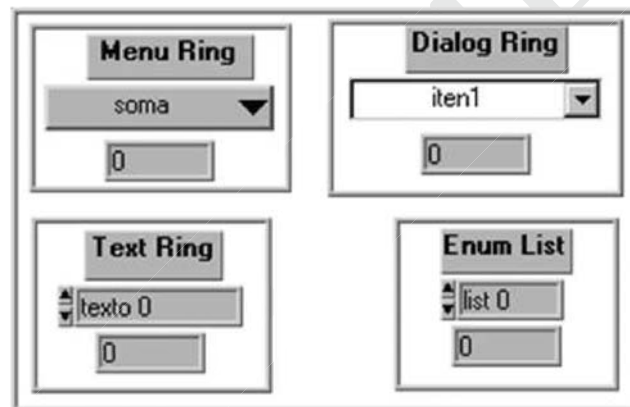 Menu Ring
soma
0
Dialog Ring
iten1
0
Text Ring
texto 0
0
Enum List
list 0
0